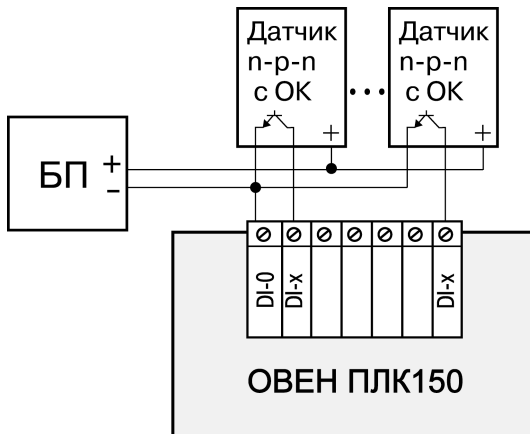 Датчик
n-p-n
с ОК
+
...
Датчик
n-p-n
с ОК
+
БП
+
−
DI-0
DI-x
DI-x
ОВЕН ПЛК150